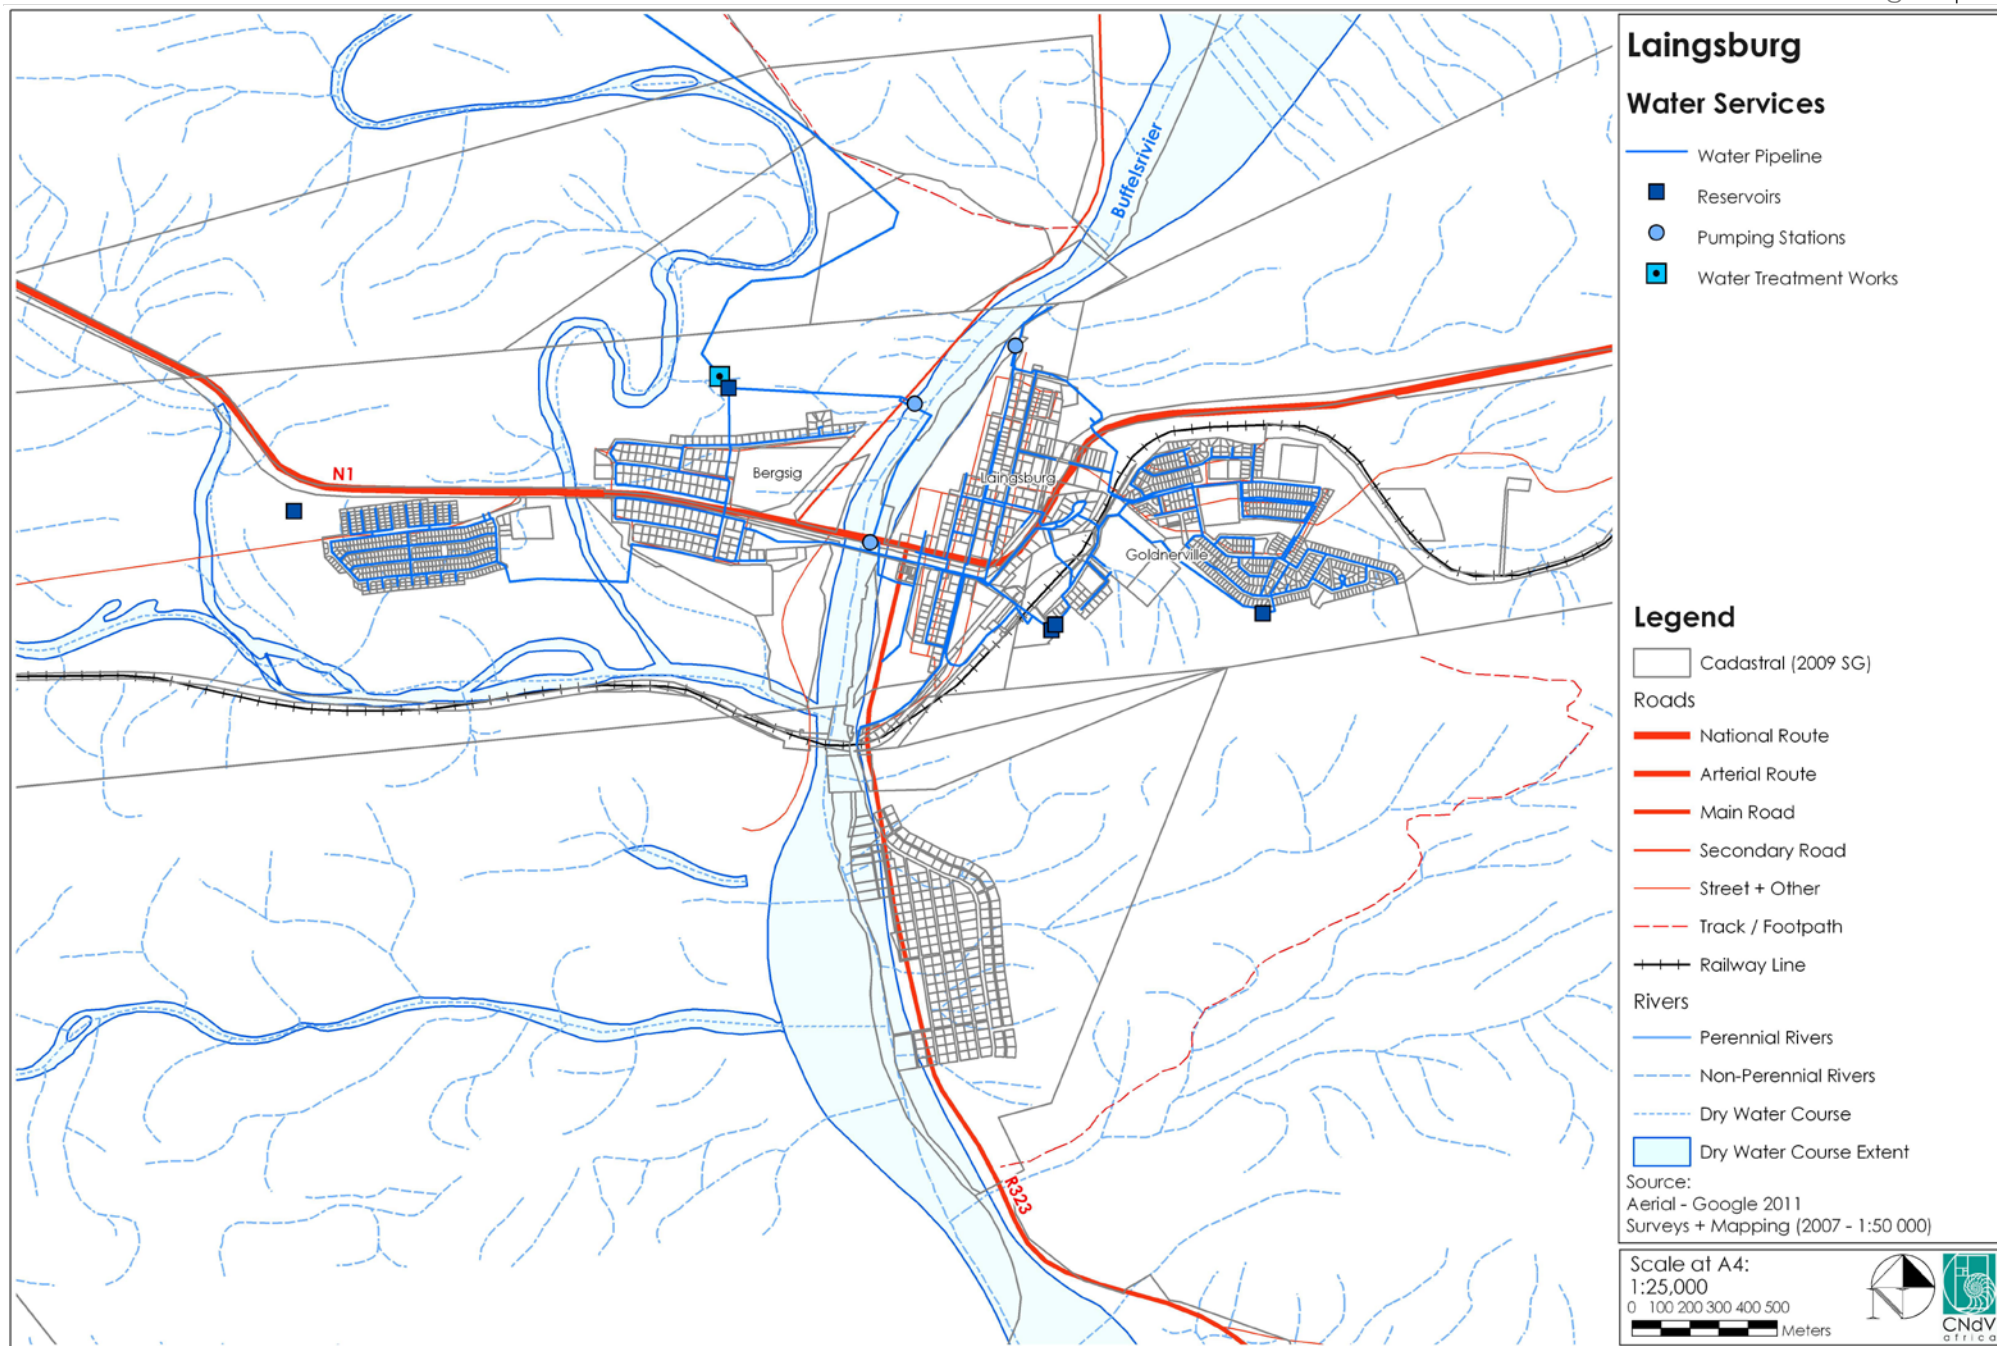 Laingsburg
Water Services
Water Pipeline
Reservoirs
Pumping Stations
Water Treatment Works
Buffelsrivier
N1
Bergsig
Laingsburg
Goldnerville
R323
Legend
Cadastral (2009 SG)
Roads
National Route
Arterial Route
Main Road
Secondary Road
Street + Other
Track / Footpath
Railway Line
Rivers
Perennial Rivers
Non-Perennial Rivers
Dry Water Course
Dry Water Course Extent
Source:
Aerial - Google 2011
Surveys + Mapping (2007 - 1:50 000)
Scale at A4:
1:25,000
0 100 200 300 400 500
Meters
CNdV
africa